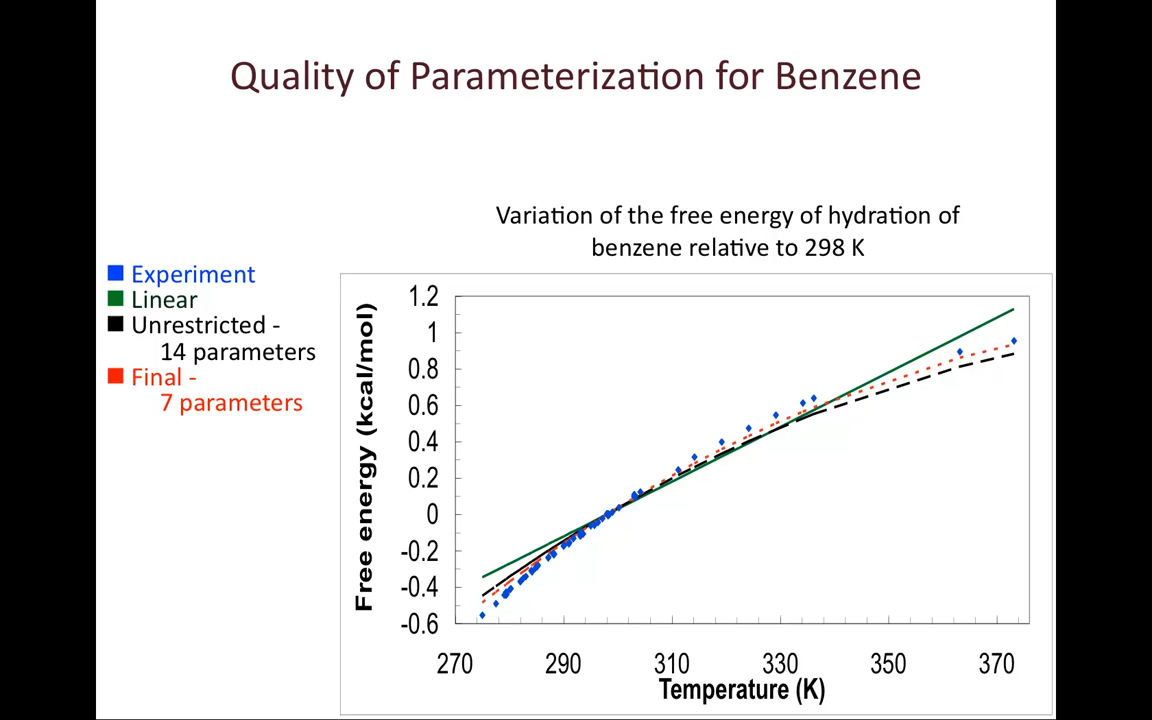 Quality of Parameterization for Benzene
Variation of the free energy of hydration of
benzene relative to 298 K
Experiment
Linear
Unrestricted -
14 parameters
Final -
7 parameters
Free energy (kcal/mol)
1.2
1
0.8
0.6
0.4
0.2
0
-0.2
-0.4
-0.6
270 290 310 330 350 370
Temperature (K)